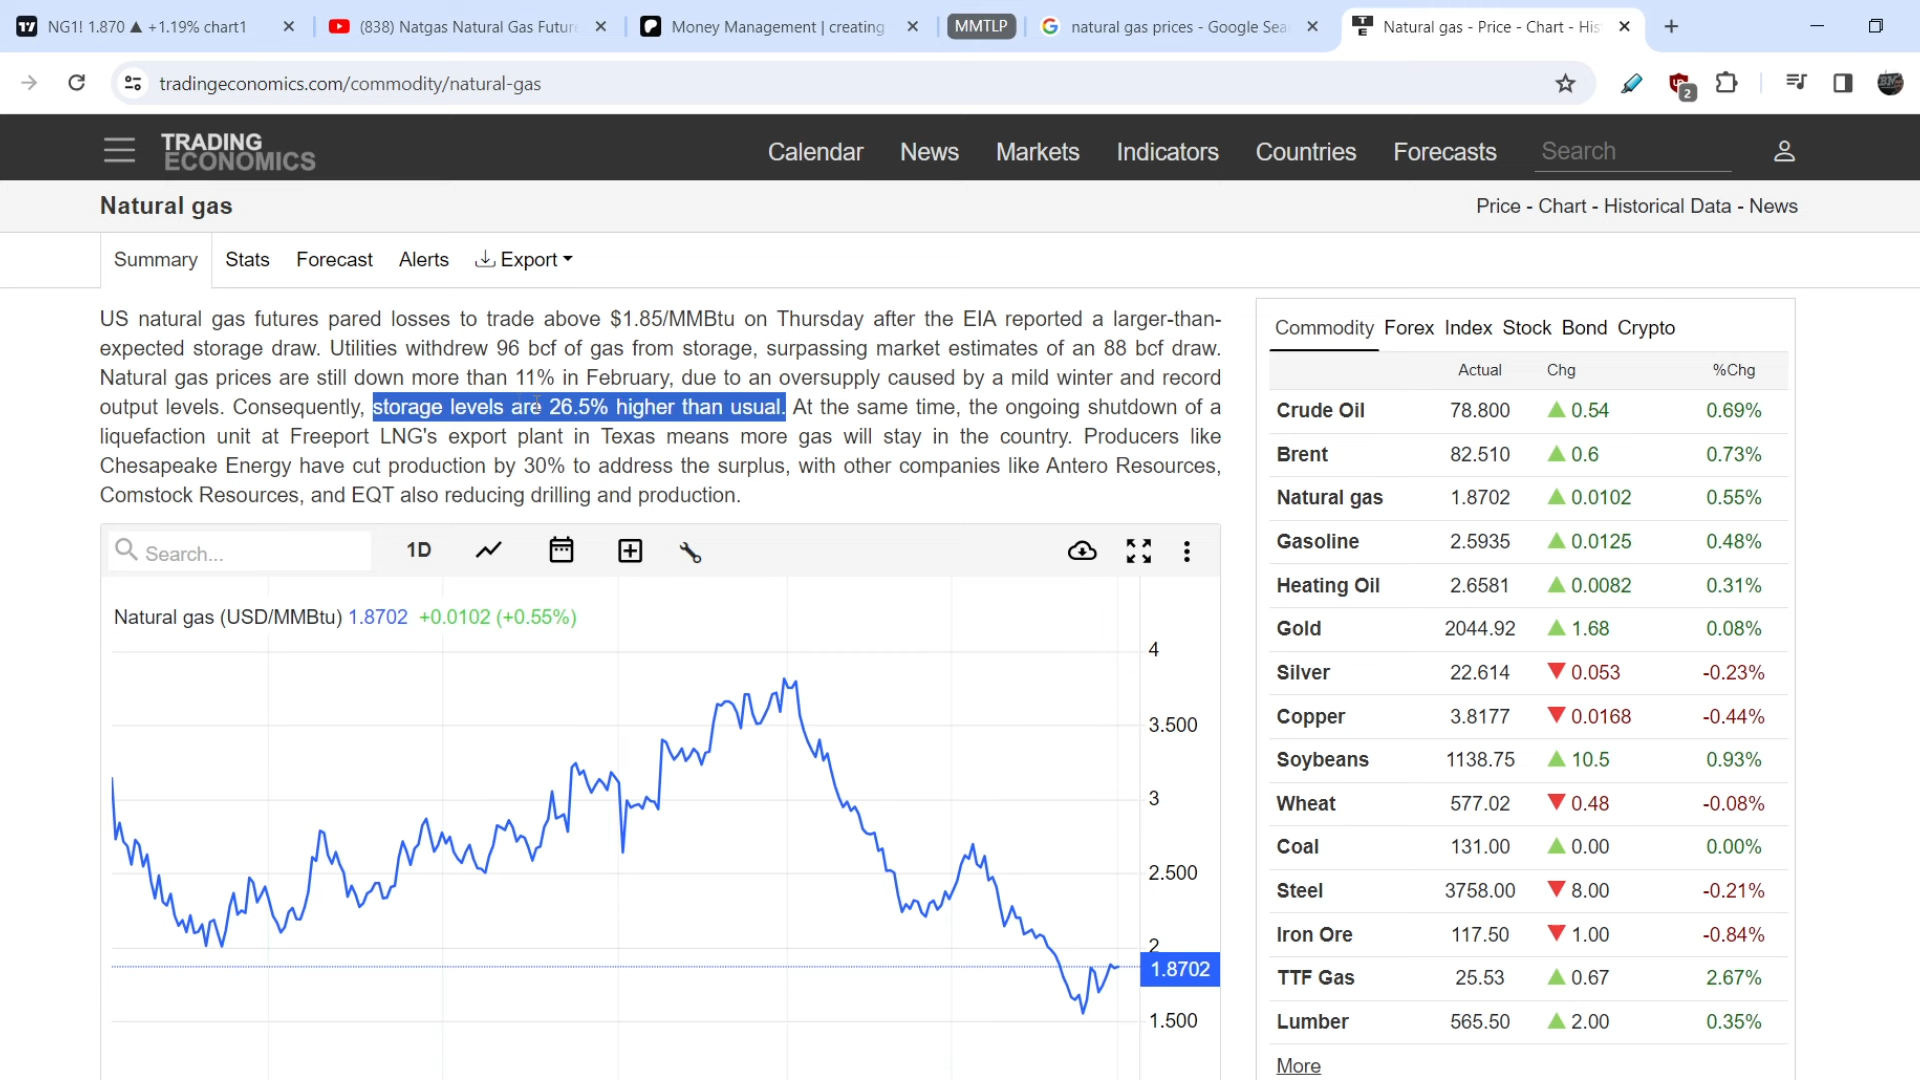 NG1! 1.870 ▲ +1.19% chart1
(838) Natgas Natural Gas Futur
Money Management | creating
MMTLP
natural gas prices - Google Sea
Natural gas - Price - Chart - His
tradingeconomics.com/commodity/natural-gas
2
TRADING
ECONOMICS
Calendar News Markets Indicators Countries Forecasts Search
Natural gas
Price - Chart - Historical Data - News
Summary Stats Forecast Alerts Export
US natural gas futures pared losses to trade above $1.85/MMBtu on Thursday after the EIA reported a larger-than-
expected storage draw. Utilities withdrew 96 bcf of gas from storage, surpassing market estimates of an 88 bcf draw.
Natural gas prices are still down more than 11% in February, due to an oversupply caused by a mild winter and record
output levels. Consequently, storage levels are 26.5% higher than usual. At the same time, the ongoing shutdown of a
liquefaction unit at Freeport LNG's export plant in Texas means more gas will stay in the country. Producers like
Chesapeake Energy have cut production by 30% to address the surplus, with other companies like Antero Resources,
Comstock Resources, and EQT also reducing drilling and production.
Search...
1D
Natural gas (USD/MMBtu) 1.8702 +0.0102 (+0.55%)
4
3.500
3
2.500
2
1.8702
1.500
Commodity Forex Index Stock Bond Crypto
Actual Chg %Chg
Crude Oil 78.800 ▲ 0.54 0.69%
Brent 82.510 ▲ 0.6 0.73%
Natural gas 1.8702 ▲ 0.0102 0.55%
Gasoline 2.5935 ▲ 0.0125 0.48%
Heating Oil 2.6581 ▲ 0.0082 0.31%
Gold 2044.92 ▲ 1.68 0.08%
Silver 22.614 ▼ 0.053 -0.23%
Copper 3.8177 ▼ 0.0168 -0.44%
Soybeans 1138.75 ▲ 10.5 0.93%
Wheat 577.02 ▼ 0.48 -0.08%
Coal 131.00 ▲ 0.00 0.00%
Steel 3758.00 ▼ 8.00 -0.21%
Iron Ore 117.50 ▼ 1.00 -0.84%
TTF Gas 25.53 ▲ 0.67 2.67%
Lumber 565.50 ▲ 2.00 0.35%
More